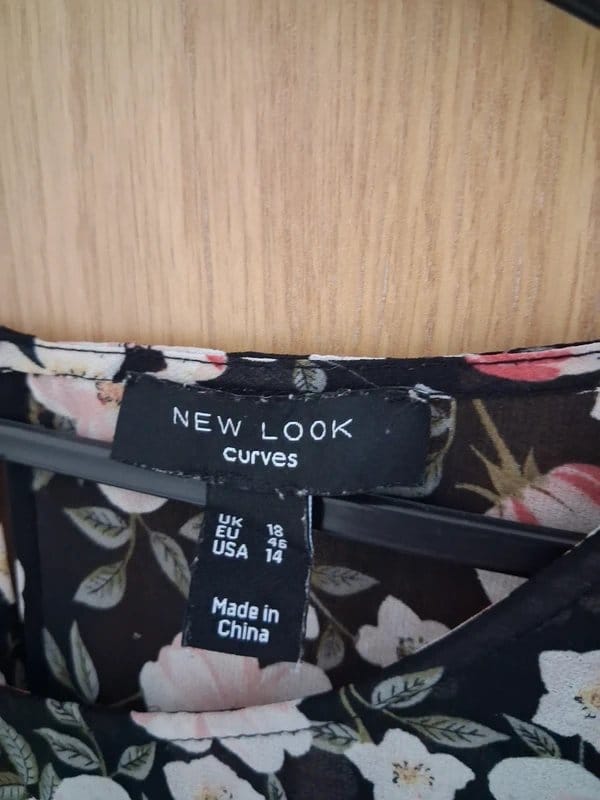 NEW LOOK
curves
UK 18
EU 46
USA 14
Made in
China